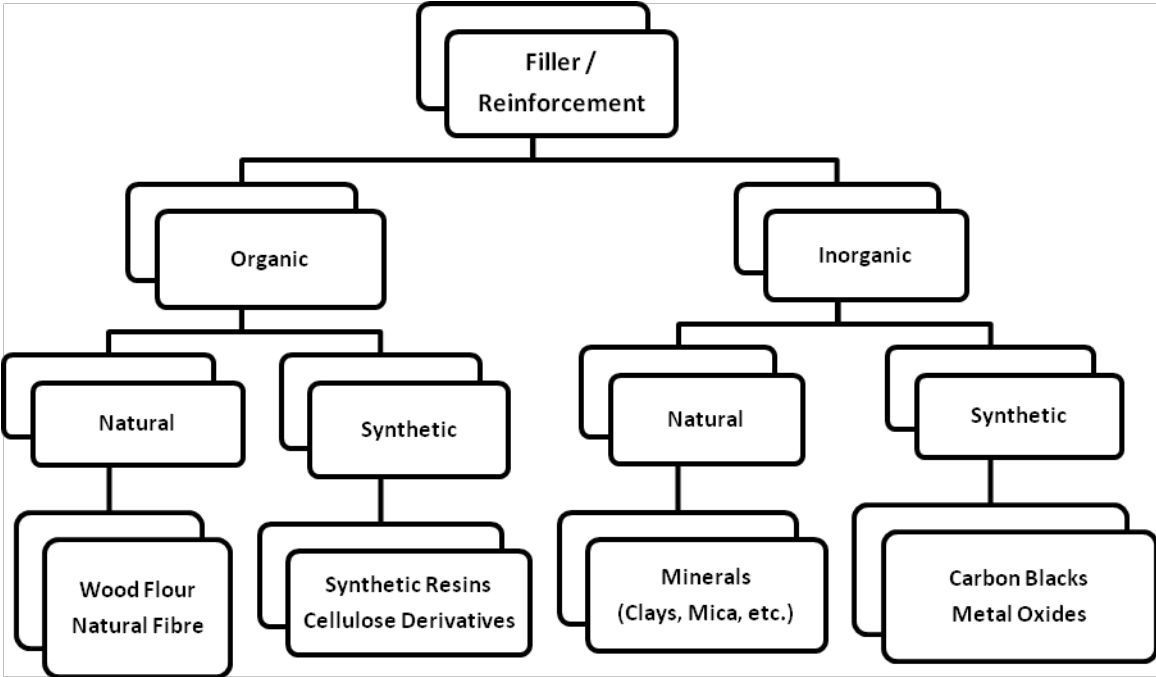 Filler /
Reinforcement
Organic
Inorganic
Natural
Synthetic
Natural
Synthetic
Wood Flour
Natural Fibre
Synthetic Resins
Cellulose Derivatives
Minerals
(Clays, Mica, etc.)
Carbon Blacks
Metal Oxides